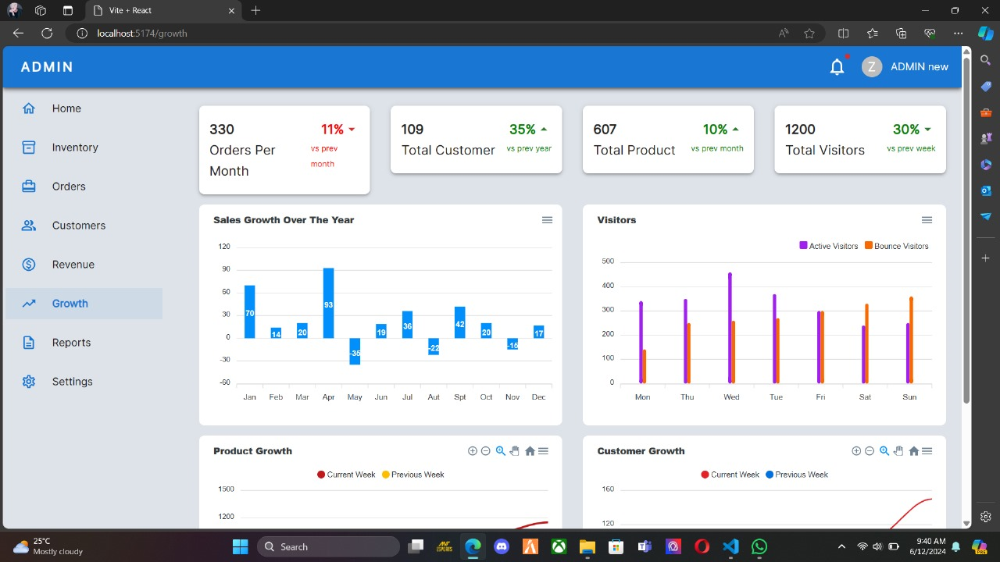 Vite + React
localhost:5174/growth
ADMIN
Z
ADMIN new
Home
Inventory
Orders
Customers
Revenue
Growth
Reports
Settings
330
11%
Orders Per
Month
vs prev
month
109
35%
Total Customer
vs prev year
607
10%
Total Product
vs prev month
1200
30%
Total Visitors
vs prev week
Sales Growth Over The Year
120
90
60
30
0
-30
-60
70
14
20
93
-35
19
36
-22
42
20
-15
17
Jan Feb Mar Apr May Jun Jul Aut Spt Oct Nov Dec
Visitors
Active Visitors Bounce Visitors
500
400
300
200
100
0
Mon Thu Wed Tue Fri Sat Sun
Product Growth
Current Week Previous Week
1500
1200
Customer Growth
Current Week Previous Week
160
120
25°C
Mostly cloudy
Search
ANT
ESPORTS
9:40 AM
6/12/2024
PRE